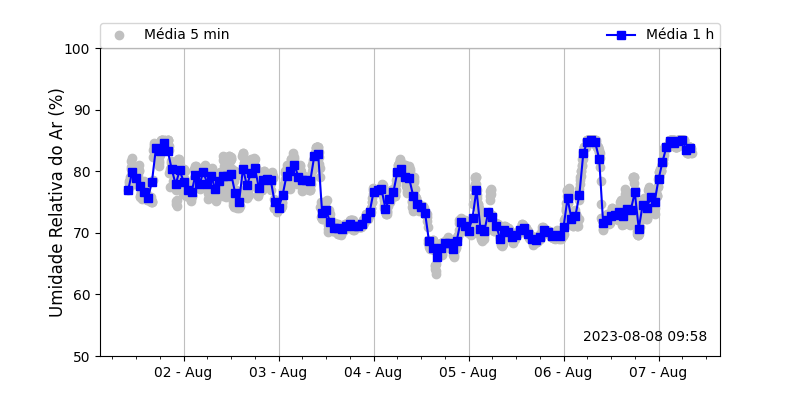 Média 5 min
Média 1 h
Umidade Relativa do Ar (%)
100
90
80
70
60
50
2023-08-08 09:58
02 - Aug
03 - Aug
04 - Aug
05 - Aug
06 - Aug
07 - Aug